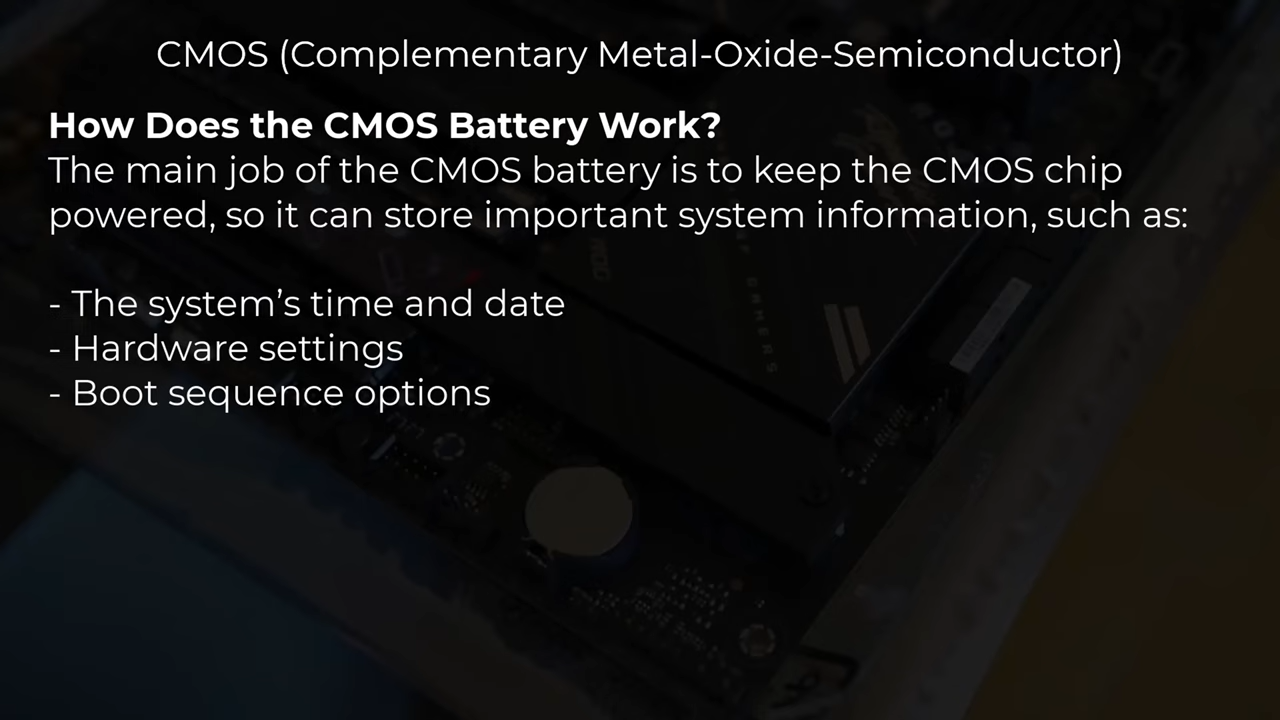 CMOS (Complementary Metal-Oxide-Semiconductor)
How Does the CMOS Battery Work?
The main job of the CMOS battery is to keep the CMOS chip
powered, so it can store important system information, such as:
- The system’s time and date
- Hardware settings
- Boot sequence options